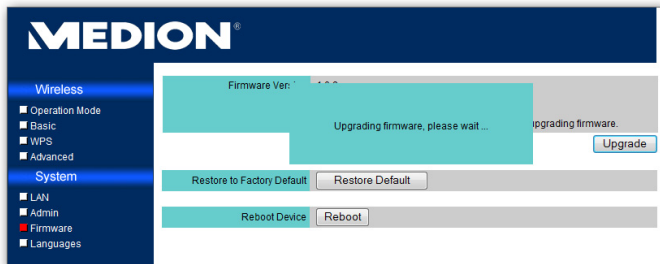 MEDION®
Wireless
Operation Mode
Basic
WPS
Advanced
System
LAN
Admin
Firmware
Languages
Firmware
Upgrading firmware, please wait ...
upgrading firmware.
Upgrade
Restore to Factory Default
Restore Default
Reboot Device
Reboot